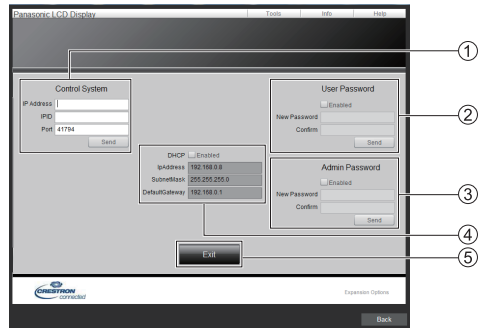 Panasonic LCD Display
Tools Info Help
Control System
IP Address
IPID
Port 41794
Send
User Password
Enabled
New Password
Confirm
Send
DHCP Enabled
IpAddress 192.168.0.8
SubnetMask 255.255.255.0
DefaultGateway 192.168.0.1
Admin Password
Enabled
New Password
Confirm
Send
Exit
CRESTRON
connected
Expansion Options
Back
1
2
3
4
5